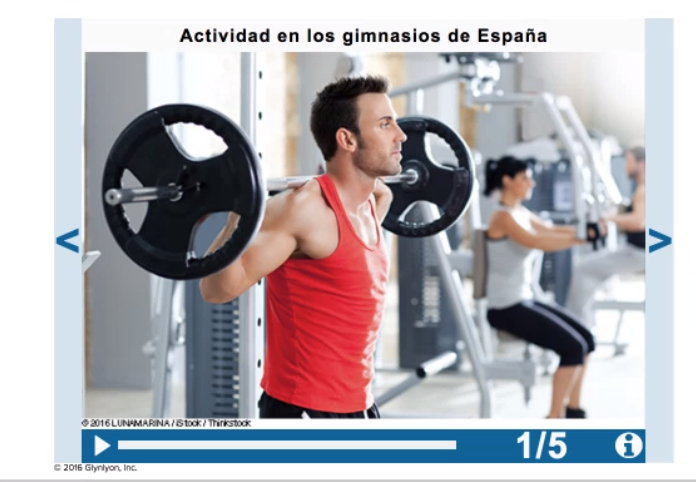 Actividad en los gimnasios de España
© 2016 LUNAMARINA / iStock / Thinkstock
1/5
© 2016 Glynlyon, Inc.